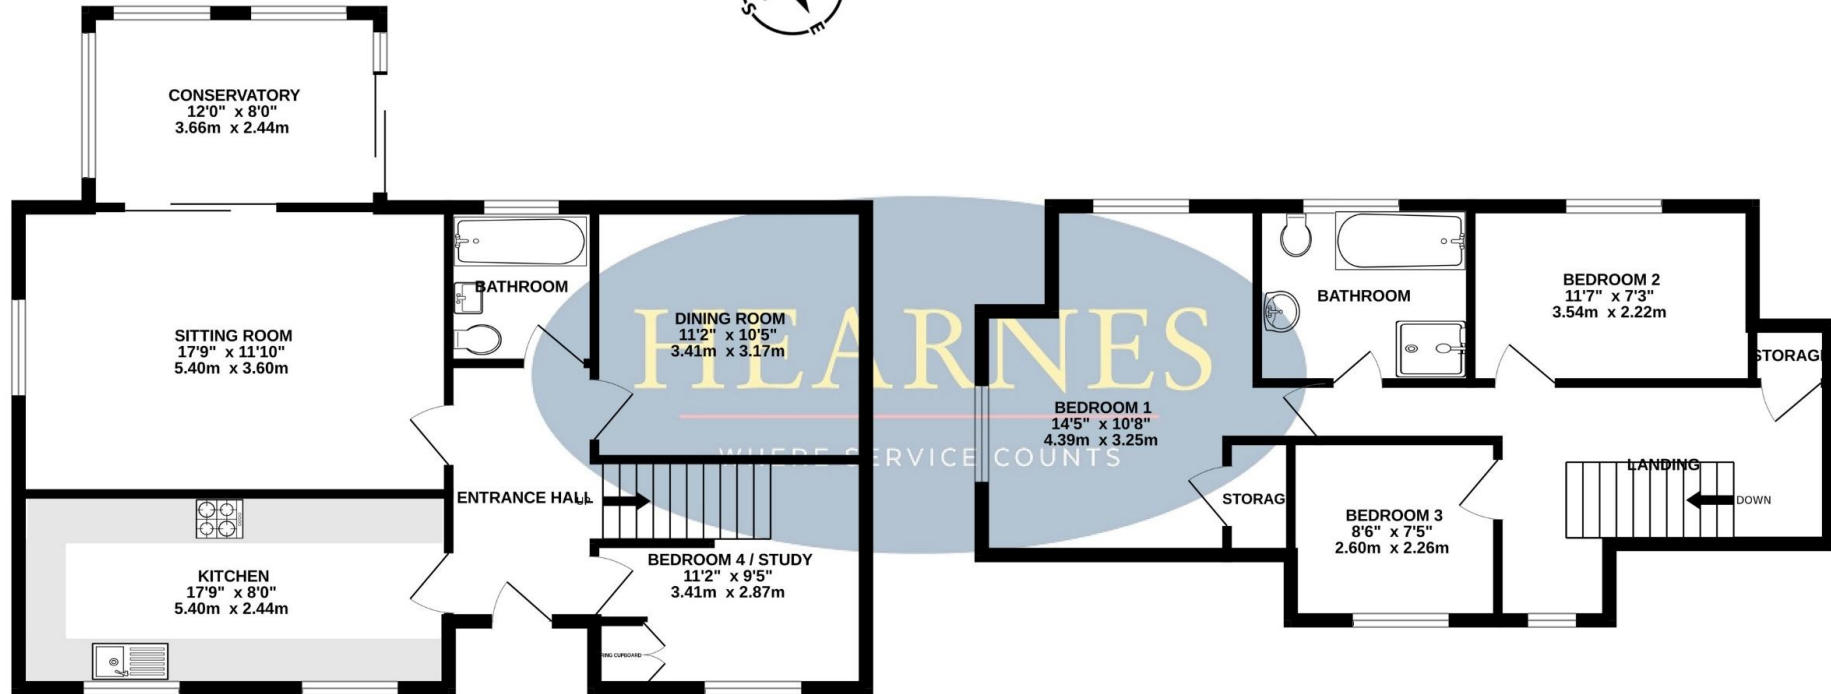 S
E
CONSERVATORY
12'0" x 8'0"
3.66m x 2.44m
SITTING ROOM
17'9" x 11'10"
5.40m x 3.60m
BATHROOM
DINING ROOM
11'2" x 10'5"
3.41m x 3.17m
ENTRANCE HALL
UP
KITCHEN
17'9" x 8'0"
5.40m x 2.44m
BEDROOM 4 / STUDY
11'2" x 9'5"
3.41m x 2.87m
RING CUPBOARD
HEARNES
WHERE SERVICE COUNTS
BEDROOM 1
14'5" x 10'8"
4.39m x 3.25m
BATHROOM
BEDROOM 2
11'7" x 7'3"
3.54m x 2.22m
STORAG
STORAG
BEDROOM 3
8'6" x 7'5"
2.60m x 2.26m
LANDING
DOWN